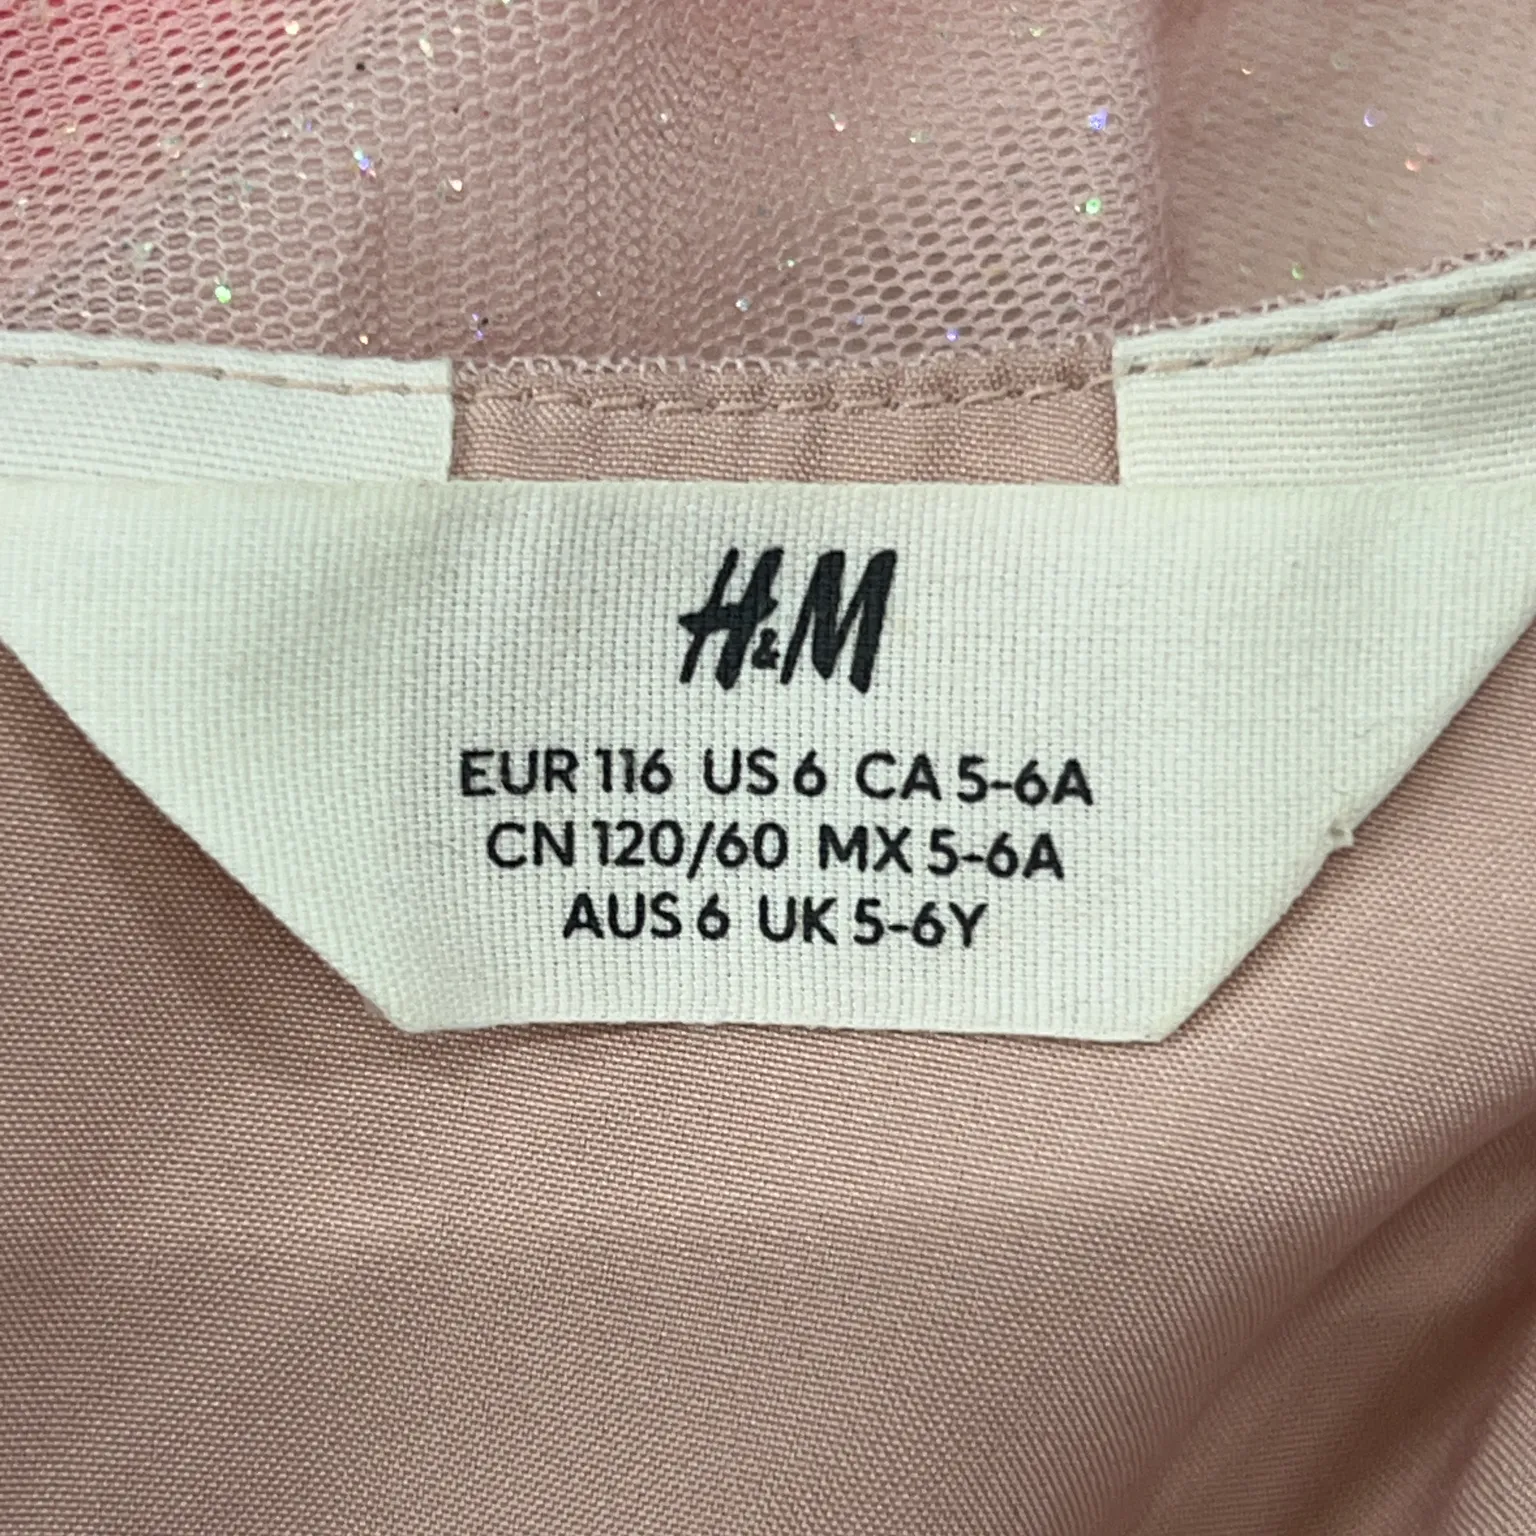 H&M
EUR 116 US 6 CA 5-6A
CN 120/60 MX 5-6A
AUS 6 UK 5-6Y